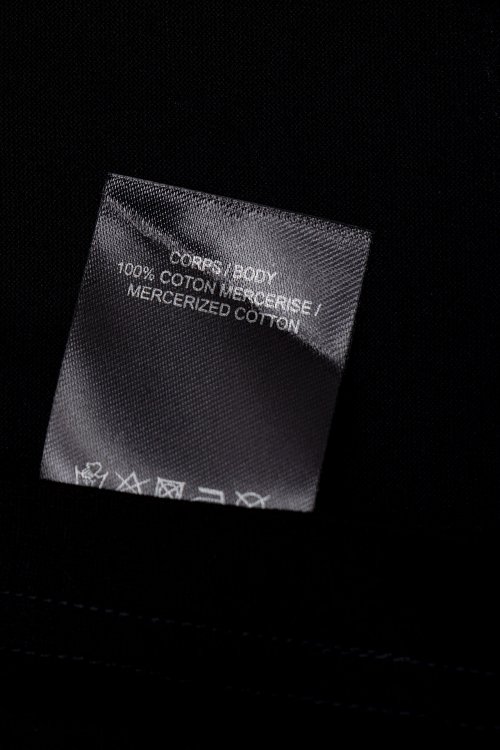 CORPS / BODY
100% COTON MERCERISE /
MERCERIZED COTTON